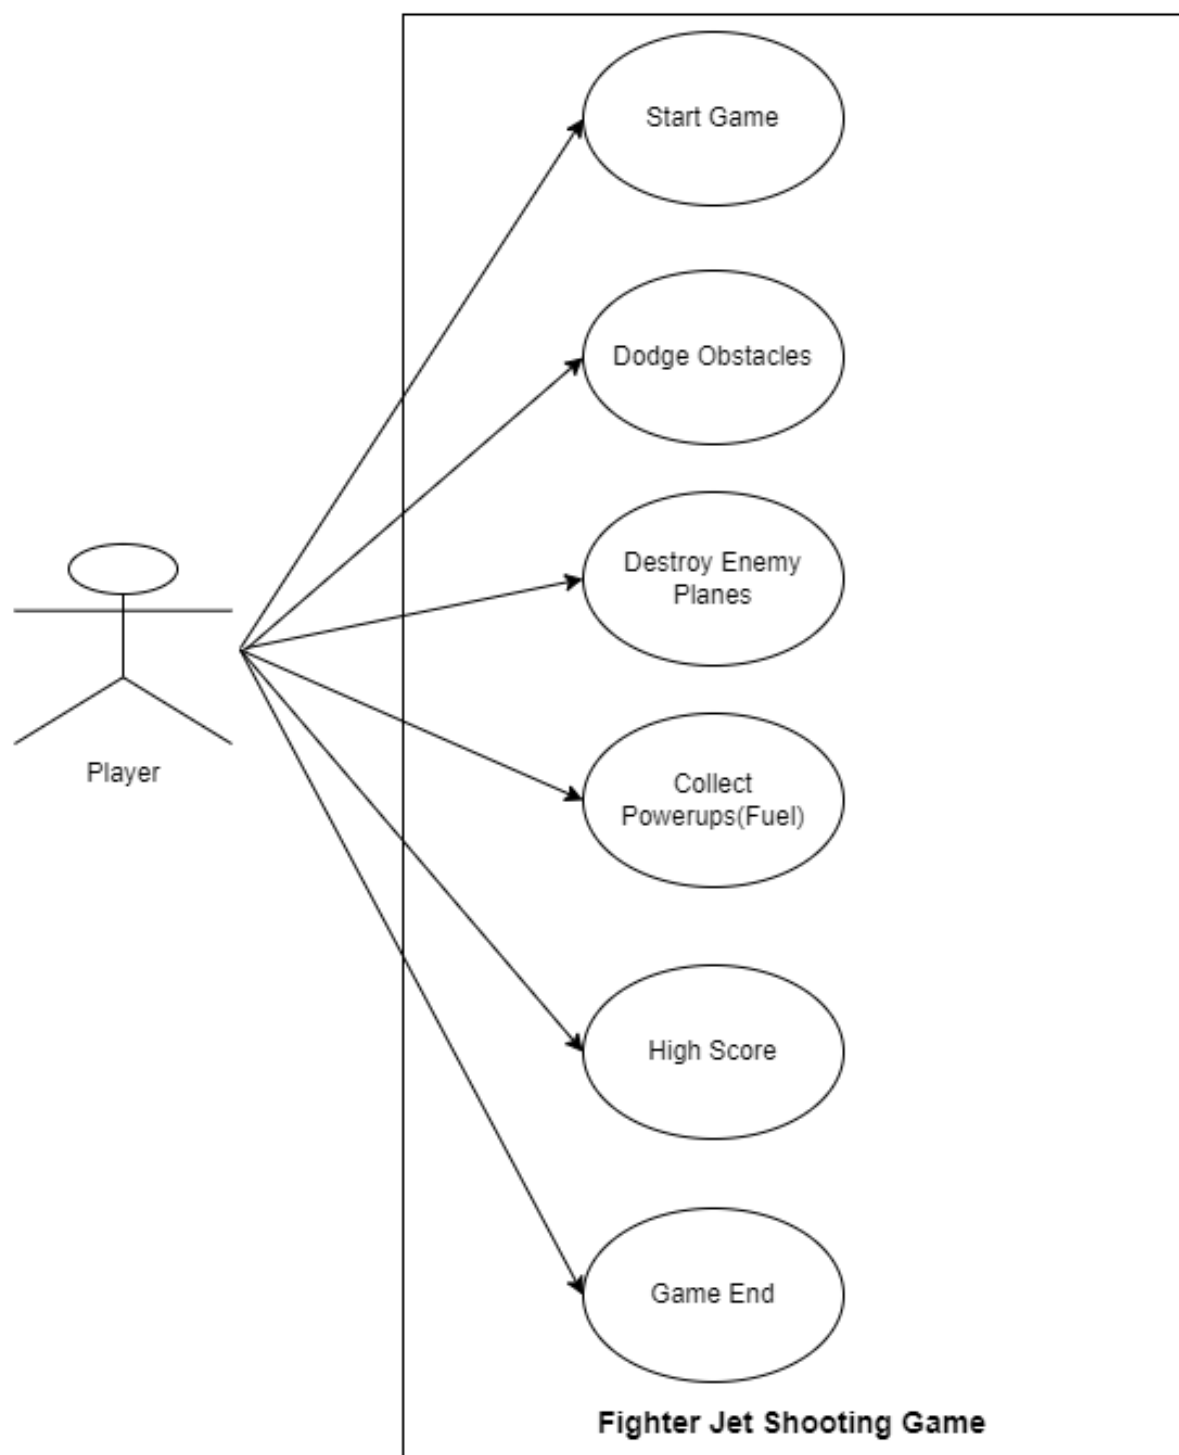 Start Game
Dodge Obstacles
Destroy Enemy
Planes
Player
Collect
Powerups(Fuel)
High Score
Game End
Fighter Jet Shooting Game